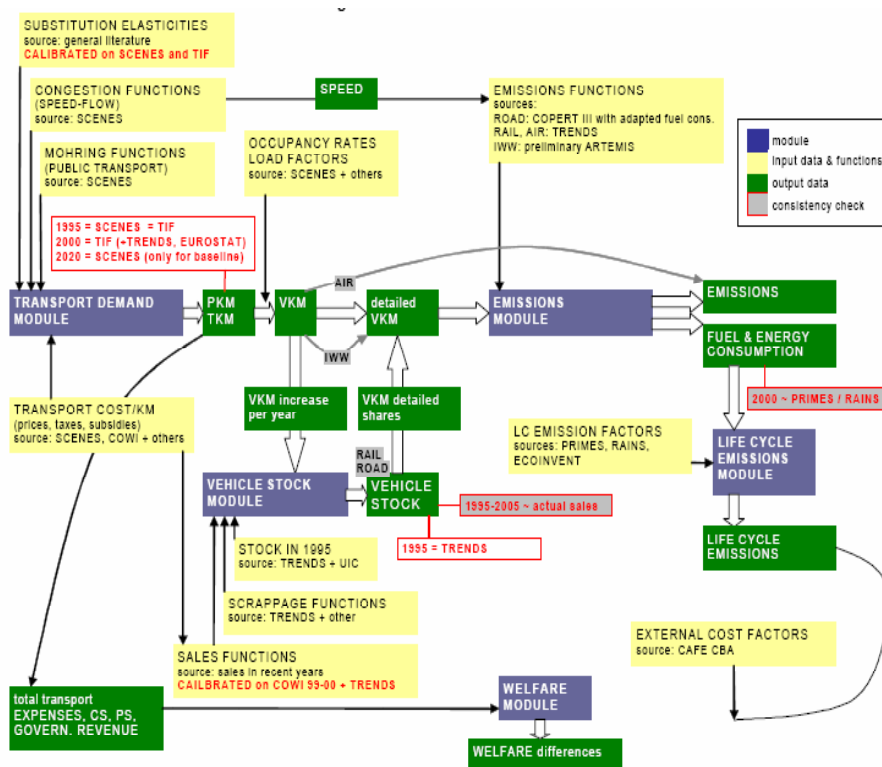 SUBSTITUTION ELASTICITIES
source: general literature
CALIBRATED on SCENES and TIF
CONGESTION FUNCTIONS
(SPEED-FLOW)
source: SCENES
SPEED
EMISSIONS FUNCTIONS
sources:
ROAD: COPERT III with adapted fuel cons.
RAIL, AIR: TRENDS
IWW: preliminary ARTEMIS
module
input data & functions
output data
consistency check
MOHRING FUNCTIONS
(PUBLIC TRANSPORT)
source: SCENES
OCCUPANCY RATES
LOAD FACTORS
source: SCENES + others
1995 = SCENES = TIF
2000 = TIF (+TRENDS, EUROSTAT)
2020 = SCENES (only for baseline)
AIR
TRANSPORT DEMAND
MODULE
PKM
TKM
VKM
detailed
VKM
EMISSIONS
MODULE
EMISSIONS
FUEL & ENERGY
CONSUMPTION
IWW
2000 ~ PRIMES / RAINS
TRANSPORT COST/KM
(prices, taxes, subsidies)
source: SCENES, COWI + others
VKM increase
per year
VKM detailed
shares
LC EMISSION FACTORS
sources: PRIMES, RAINS,
ECOINVENT
LIFE CYCLE
EMISSIONS
MODULE
RAIL
ROAD
VEHICLE STOCK
MODULE
VEHICLE
STOCK
1995-2005 ~ actual sales
1995 = TRENDS
LIFE CYCLE
EMISSIONS
STOCK IN 1995
source: TRENDS + UIC
SCRAPPAGE FUNCTIONS
source: TRENDS + other
SALES FUNCTIONS
source: sales in recent years
CAILBRATED on COWI 99-00 + TRENDS
EXTERNAL COST FACTORS
source: CAFE CBA
total transport
EXPENSES, CS, PS,
GOVERN. REVENUE
WELFARE
MODULE
WELFARE differences